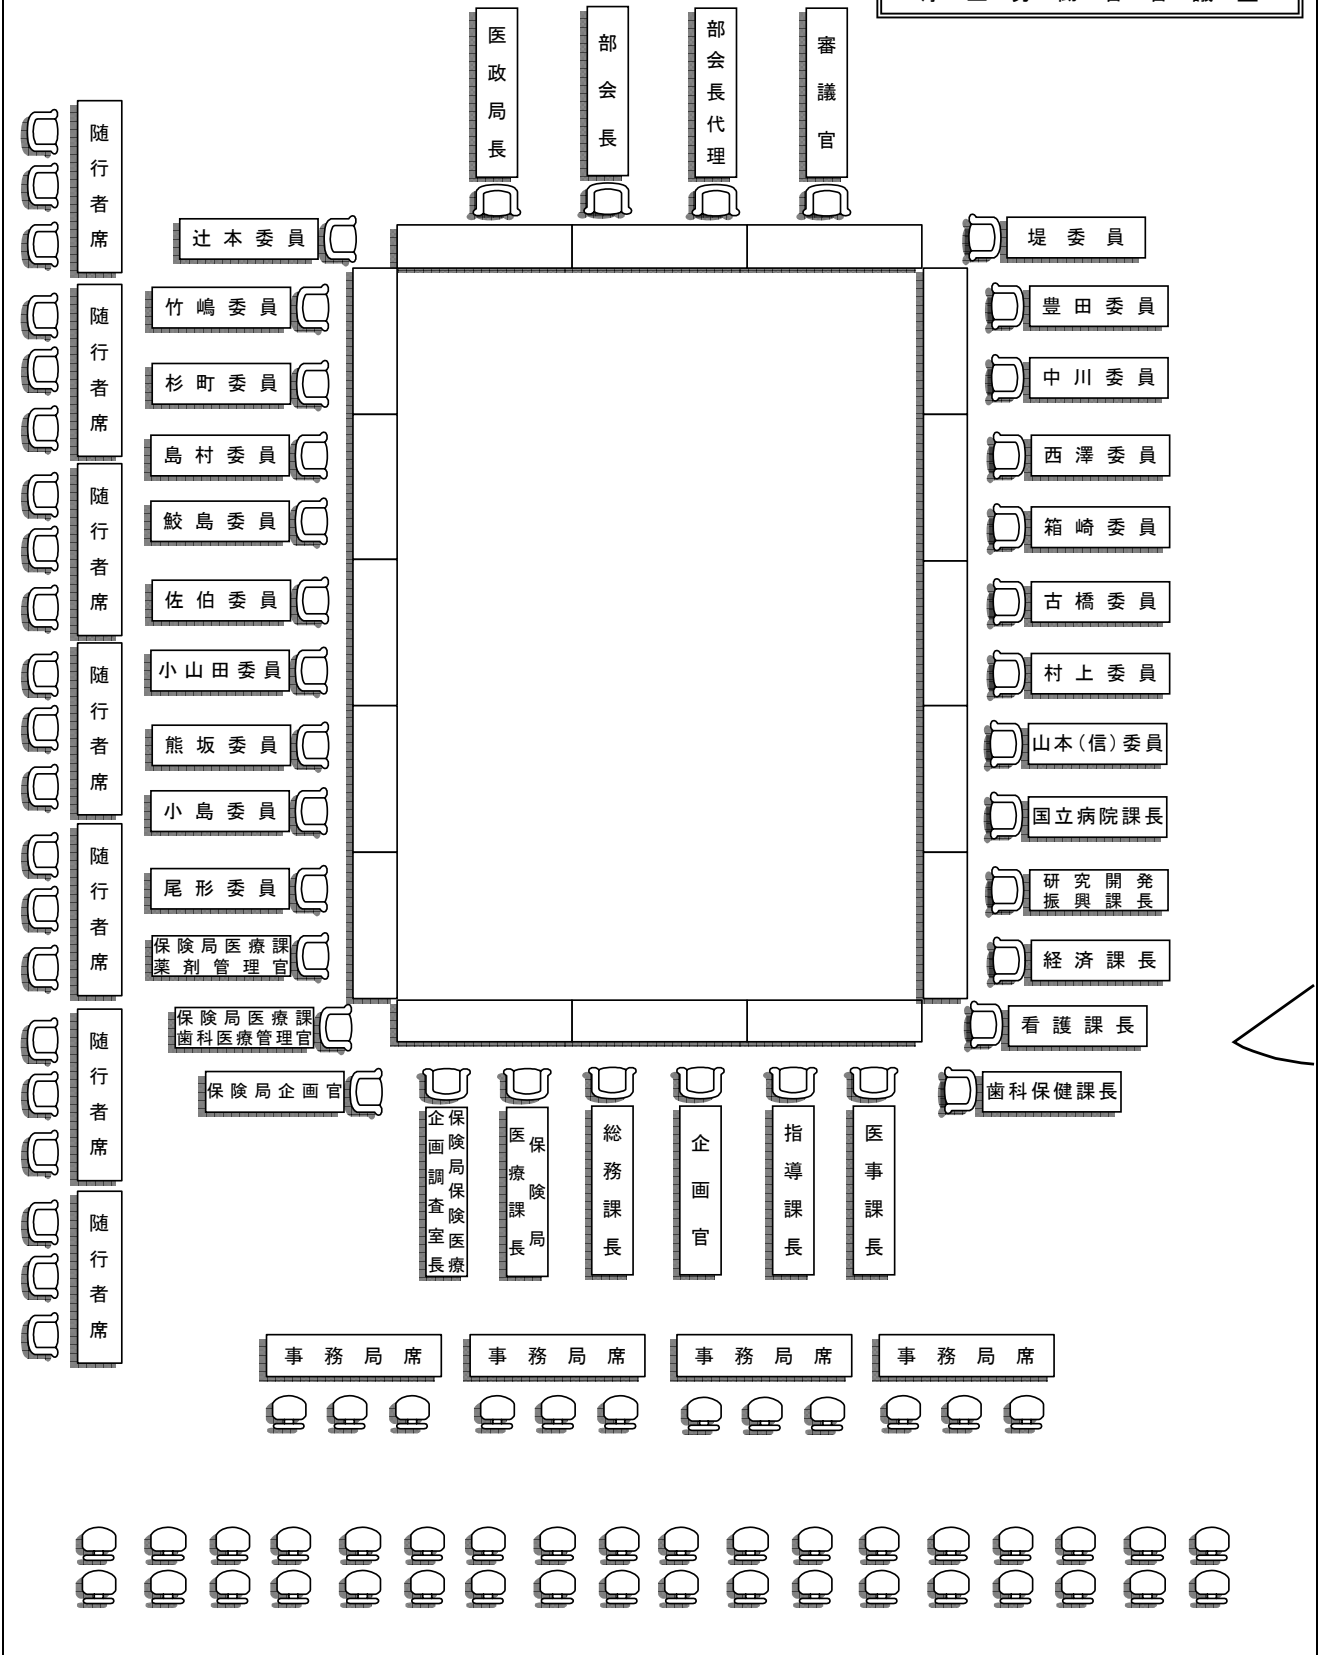 医政局長
部会長
部会長代理
審議官
随行者席
随行者席
随行者席
随行者席
随行者席
随行者席
随行者席
辻本委員
竹嶋委員
杉町委員
島村委員
鮫島委員
佐伯委員
小山田委員
熊坂委員
小島委員
尾形委員
保険局医療課
薬剤管理官
保険局医療課
歯科医療管理官
保険局企画官
堤委員
豊田委員
中川委員
西澤委員
箱崎委員
古橋委員
村上委員
山本(信)委員
国立病院課長
研究開発
振興課長
経済課長
看護課長
歯科保健課長
保険局保険医療
企画調査室長
保険局
医療課長
総務課長
企画官
指導課長
医事課長
事務局席
事務局席
事務局席
事務局席